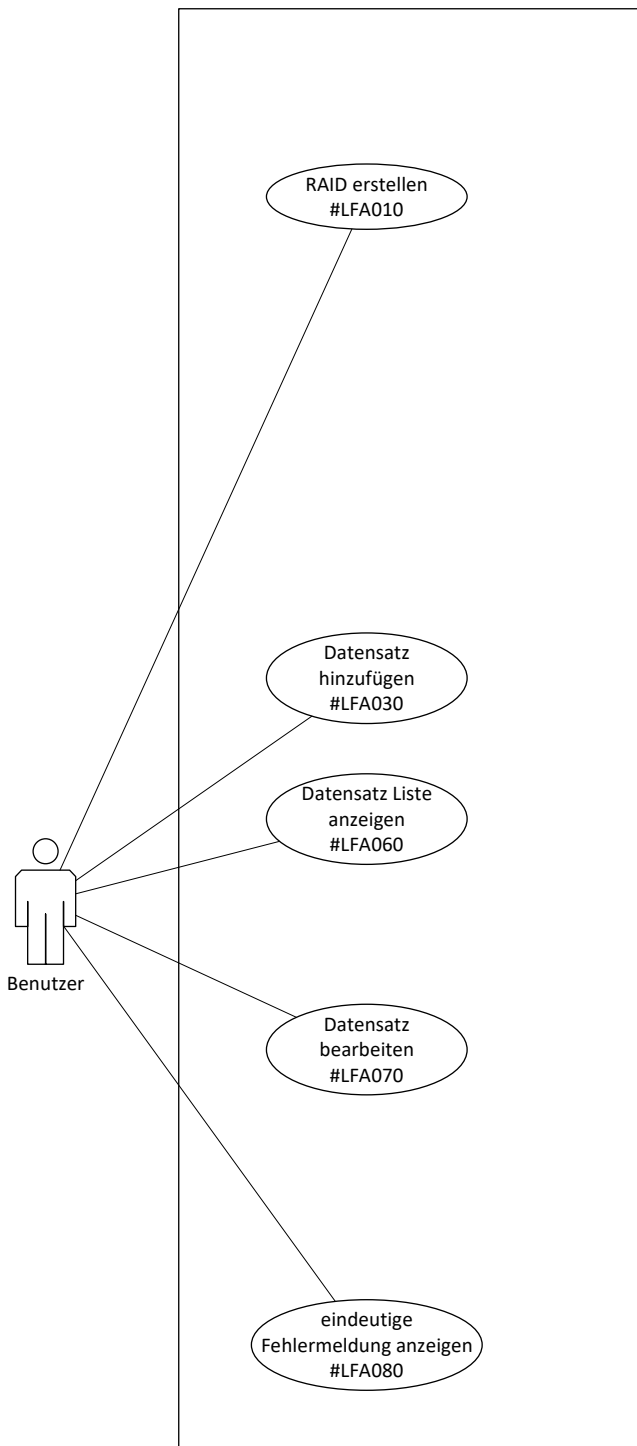 RAID erstellen
#LFA010
Datensatz
hinzufügen
#LFA030
Datensatz Liste
anzeigen
#LFA060
Benutzer
Datensatz
bearbeiten
#LFA070
eindeutige
Fehlermeldung anzeigen
#LFA080